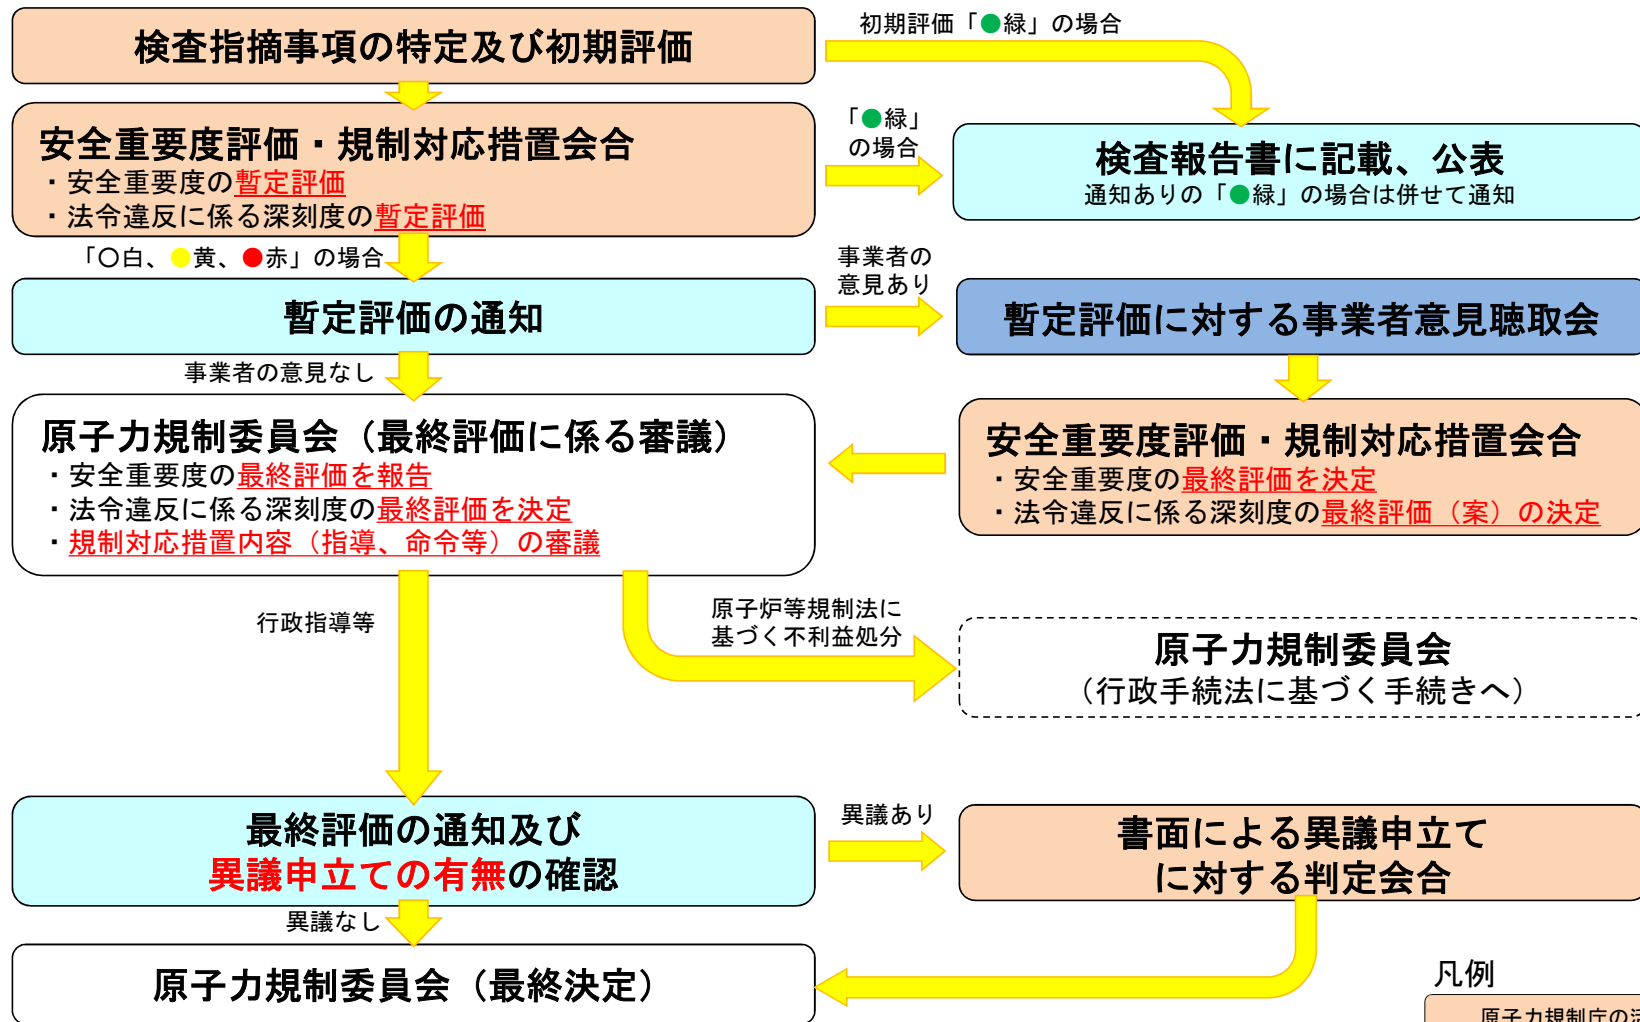 検査指摘事項の特定及び初期評価
初期評価「●緑」の場合
安全重要度評価・規制対応措置会合
・安全重要度の暫定評価
・法令違反に係る深刻度の暫定評価
「●緑」
の場合
検査報告書に記載、公表
通知ありの「●緑」の場合は併せて通知
「〇白、●黄、●赤」の場合
暫定評価の通知
事業者の
意見あり
暫定評価に対する事業者意見聴取会
事業者の意見なし
原子力規制委員会（最終評価に係る審議）
・安全重要度の最終評価を報告
・法令違反に係る深刻度の最終評価を決定
・規制対応措置内容（指導、命令等）の審議
安全重要度評価・規制対応措置会合
・安全重要度の最終評価を決定
・法令違反に係る深刻度の最終評価（案）の決定
行政指導等
原子炉等規制法に
基づく不利益処分
原子力規制委員会
（行政手続法に基づく手続きへ）
最終評価の通知及び
異議申立ての有無の確認
異議あり
書面による異議申立て
に対する判定会合
異議なし
原子力規制委員会（最終決定）
凡例
原子力規制庁の